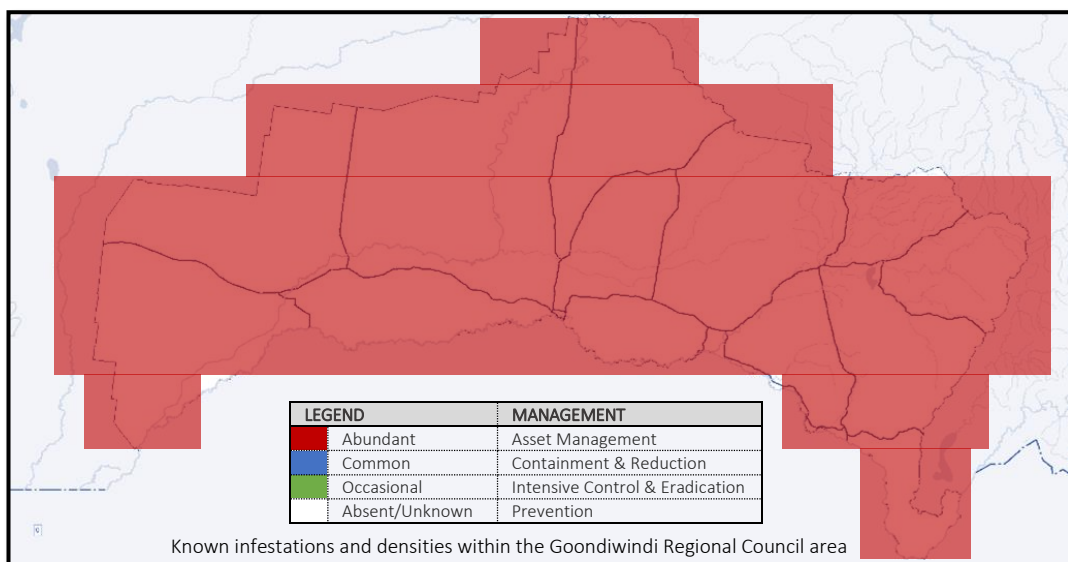 LEGEND MANAGEMENT
Abundant Asset Management
Common Containment & Reduction
Occasional Intensive Control & Eradication
Absent/Unknown Prevention
Known infestations and densities within the Goondiwindi Regional Council area